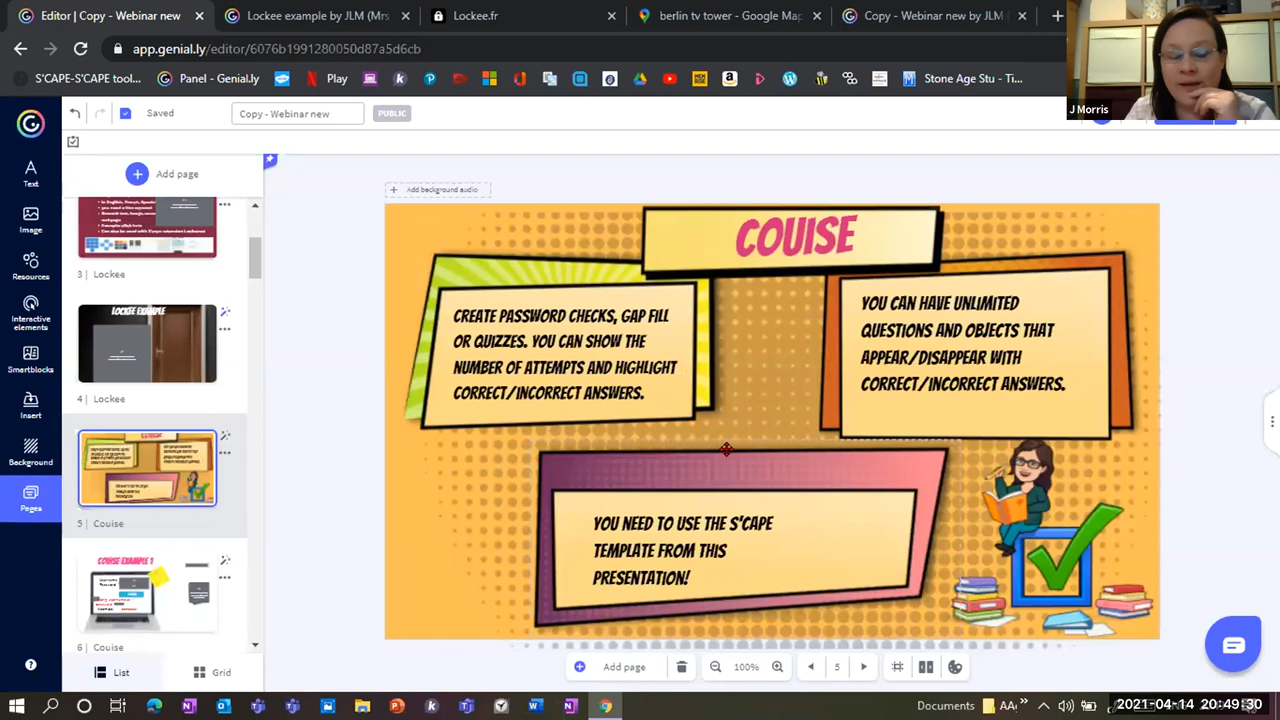 Editor | Copy - Webinar new
Lockee example by JLM (Mrs
Lockee.fr
berlin tv tower - Google Map
Copy - Webinar new by JLM (
app.genial.ly/editor/6076b1991280050d87a5d6cb
S'CAPE-S'CAPE tool...
Panel - Genial.ly
Play
Stone Age Stu - Ti...
J Morris
Saved
Copy - Webinar new
PUBLIC
Text
Image
Resources
Interactive
elements
Smartblocks
Insert
Background
Pages
Add page
3 | Lockee
LOCKEE EXAMPLE
4 | Lockee
5 | Couise
COUISE EXAMPLE 1
6 | Couise
List
Grid
Add background audio
COUISE
CREATE PASSWORD CHECKS, GAP FILL
OR QUIZZES. YOU CAN SHOW THE
NUMBER OF ATTEMPTS AND HIGHLIGHT
CORRECT/INCORRECT ANSWERS.
YOU CAN HAVE UNLIMITED
QUESTIONS AND OBJECTS THAT
APPEAR/DISAPPEAR WITH
CORRECT/INCORRECT ANSWERS.
YOU NEED TO USE THE S'CAPE
TEMPLATE FROM THIS
PRESENTATION!
Add page
100%
5
Documents
2021-04-14 20:49:30